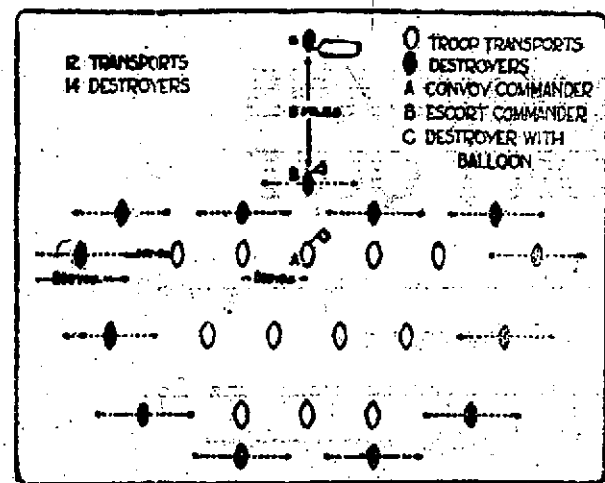 12 TRANSPORTS
14 DESTROYERS
TROOP TRANSPORTS
DESTROYERS
A CONVOY COMMANDER
B ESCORT COMMANDER
C DESTROYER WITH
BALLOON
B
A